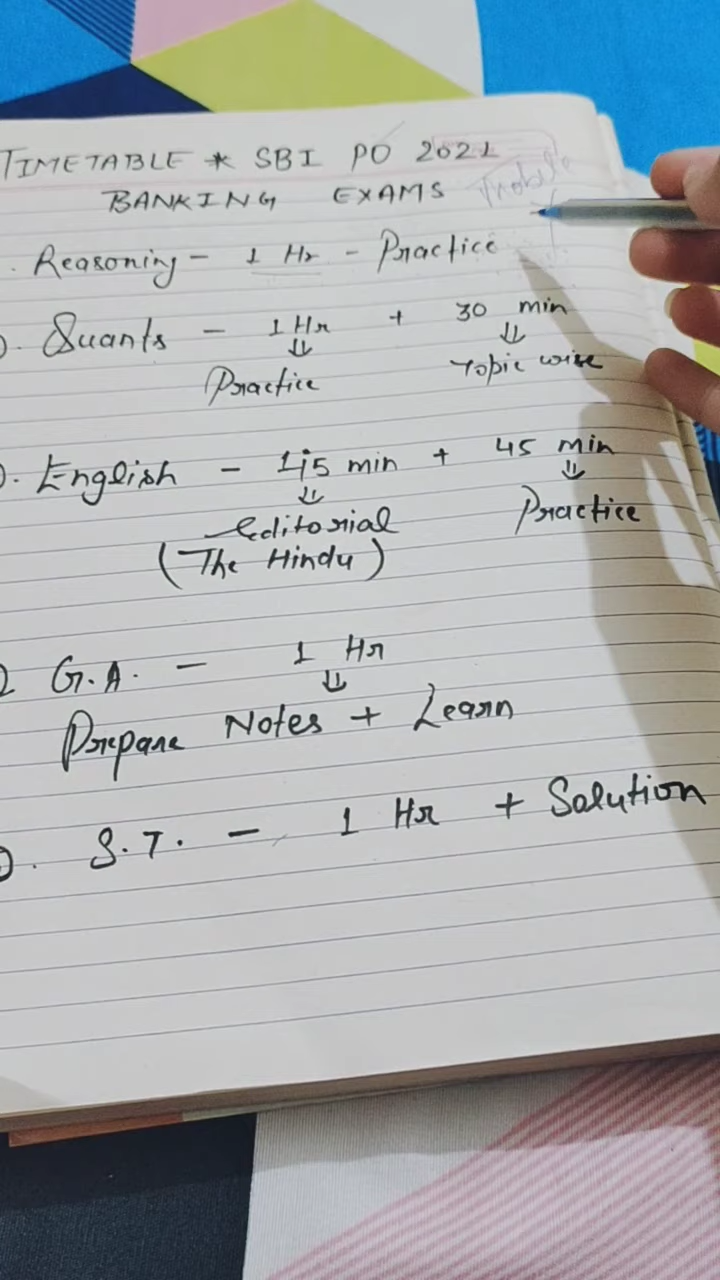 TIMETABLE * SBI PO 2021
BANKING EXAMS
. Reasoning - 1 Hr - Practice
). Quants - 1 Hr + 30 min
⇓ ⇓
Practice Topic wise
). English - 15 min + 45 min
⇓ ⇓
Editorial Practice
(The Hindu)
G.A. - 1 Hr
⇓
Prepare Notes + Learn
). S.T. - 1 Hr + Solution